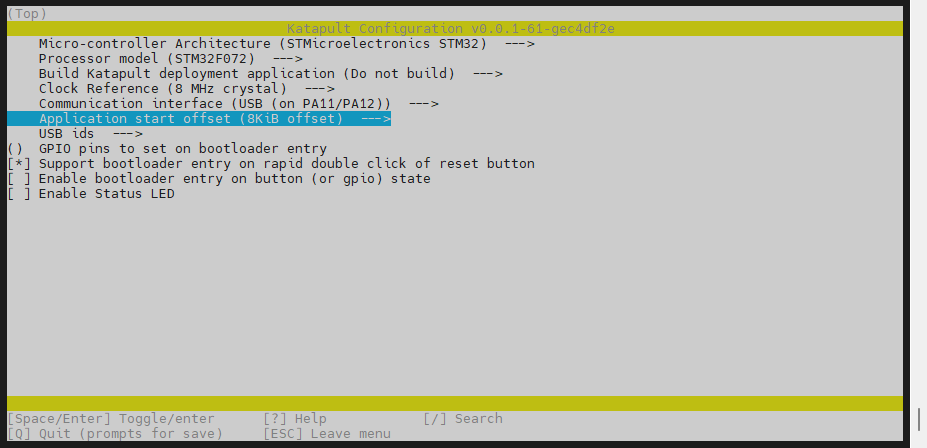 (Top)
Katapult Configuration v0.0.1-61-gec4df2e
Micro-controller Architecture (STMicroelectronics STM32)  --->
Processor model (STM32F072)  --->
Build Katapult deployment application (Do not build)  --->
Clock Reference (8 MHz crystal)  --->
Communication interface (USB (on PA11/PA12))  --->
Application start offset (8KiB offset)  --->
USB ids  --->
()  GPIO pins to set on bootloader entry
[*] Support bootloader entry on rapid double click of reset button
[ ] Enable bootloader entry on button (or gpio) state
[ ] Enable Status LED
[Space/Enter] Toggle/enter      [?] Help      [/] Search
[Q] Quit (prompts for save)     [ESC] Leave menu